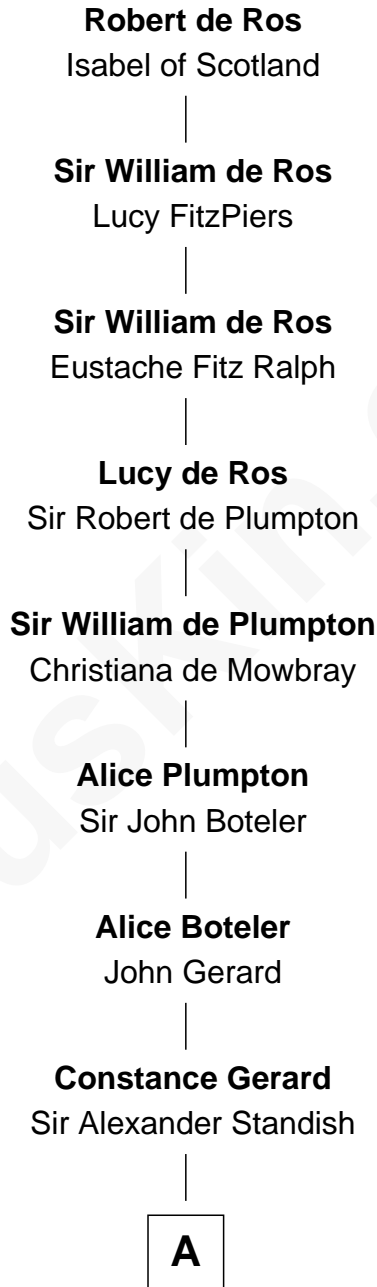 Robert de Ros
Isabel of Scotland
Sir William de Ros
Lucy FitzPiers
Sir William de Ros
Eustache Fitz Ralph
Lucy de Ros
Sir Robert de Plumpton
Sir William de Plumpton
Christiana de Mowbray
Alice Plumpton
Sir John Boteler
Alice Boteler
John Gerard
Constance Gerard
Sir Alexander Standish
A